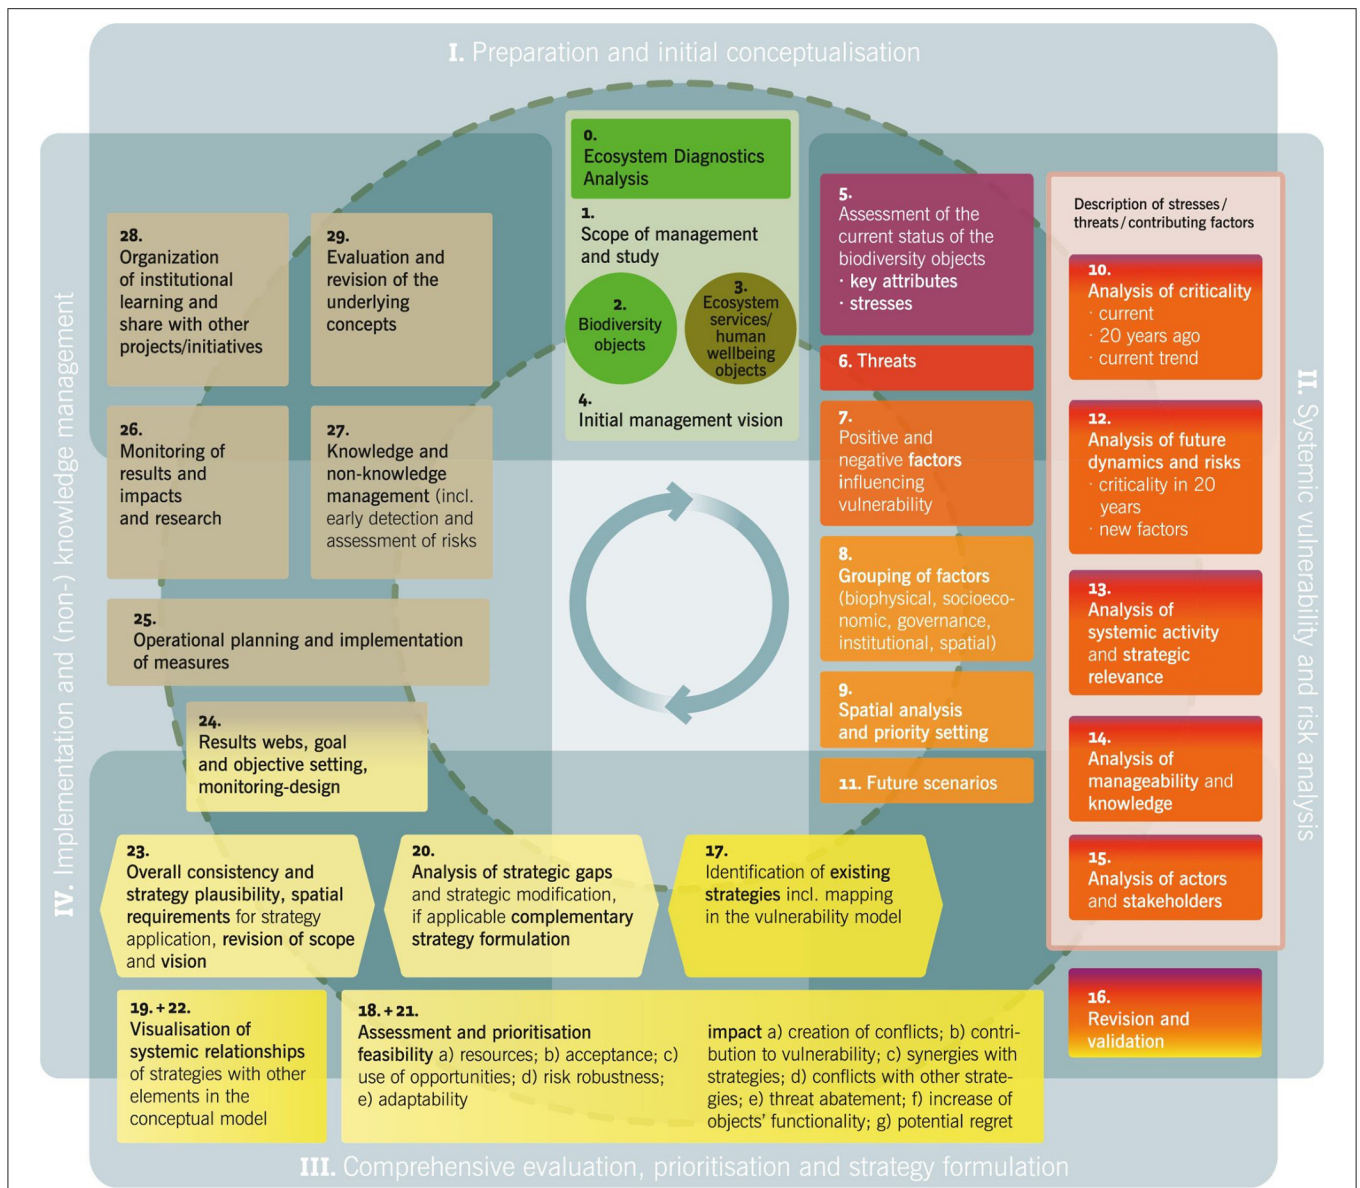 I. Preparation and initial conceptualisation
0.
Ecosystem Diagnostics
Analysis
1.
Scope of management
and study
2.
Biodiversity
objects
3.
Ecosystem
services/
human
wellbeing
objects
4.
Initial management vision
II. Systemic vulnerability and risk analysis
5.
Assessment of the
current status of the
biodiversity objects
· key attributes
· stresses
6. Threats
7.
Positive and
negative factors
influencing
vulnerability
8.
Grouping of factors
(biophysical, socioeco-
nomic, governance,
institutional, spatial)
9.
Spatial analysis
and priority setting
11. Future scenarios
Description of stresses/
threats/contributing factors
10.
Analysis of criticality
· current
· 20 years ago
· current trend
12.
Analysis of future
dynamics and risks
· criticality in 20
years
· new factors
13.
Analysis of
systemic activity
and strategic
relevance
14.
Analysis of
manageability and
knowledge
15.
Analysis of actors
and stakeholders
16.
Revision and
validation
III. Comprehensive evaluation, prioritisation and strategy formulation
17.
Identification of existing
strategies incl. mapping
in the vulnerability model
18. + 21.
Assessment and prioritisation
feasibility a) resources; b) acceptance; c)
use of opportunities; d) risk robustness;
e) adaptability
impact a) creation of conflicts; b) contri-
bution to vulnerability; c) synergies with
strategies; d) conflicts with other strate-
gies; e) threat abatement; f) increase of
objects' functionality; g) potential regret
19. + 22.
Visualisation of
systemic relationships
of strategies with other
elements in the
conceptual model
20.
Analysis of strategic gaps
and strategic modification,
if applicable complementary
strategy formulation
23.
Overall consistency and
strategy plausibility, spatial
requirements for strategy
application, revision of scope
and vision
24.
Results webs, goal
and objective setting,
monitoring-design
IV. Implementation and (non-) knowledge management
25.
Operational planning and implementation
of measures
26.
Monitoring of
results and
impacts
and research
27.
Knowledge and
non-knowledge
management (incl.
early detection and
assessment of risks
28.
Organization
of institutional
learning and
share with other
projects/initiatives
29.
Evaluation and
revision of the
underlying
concepts